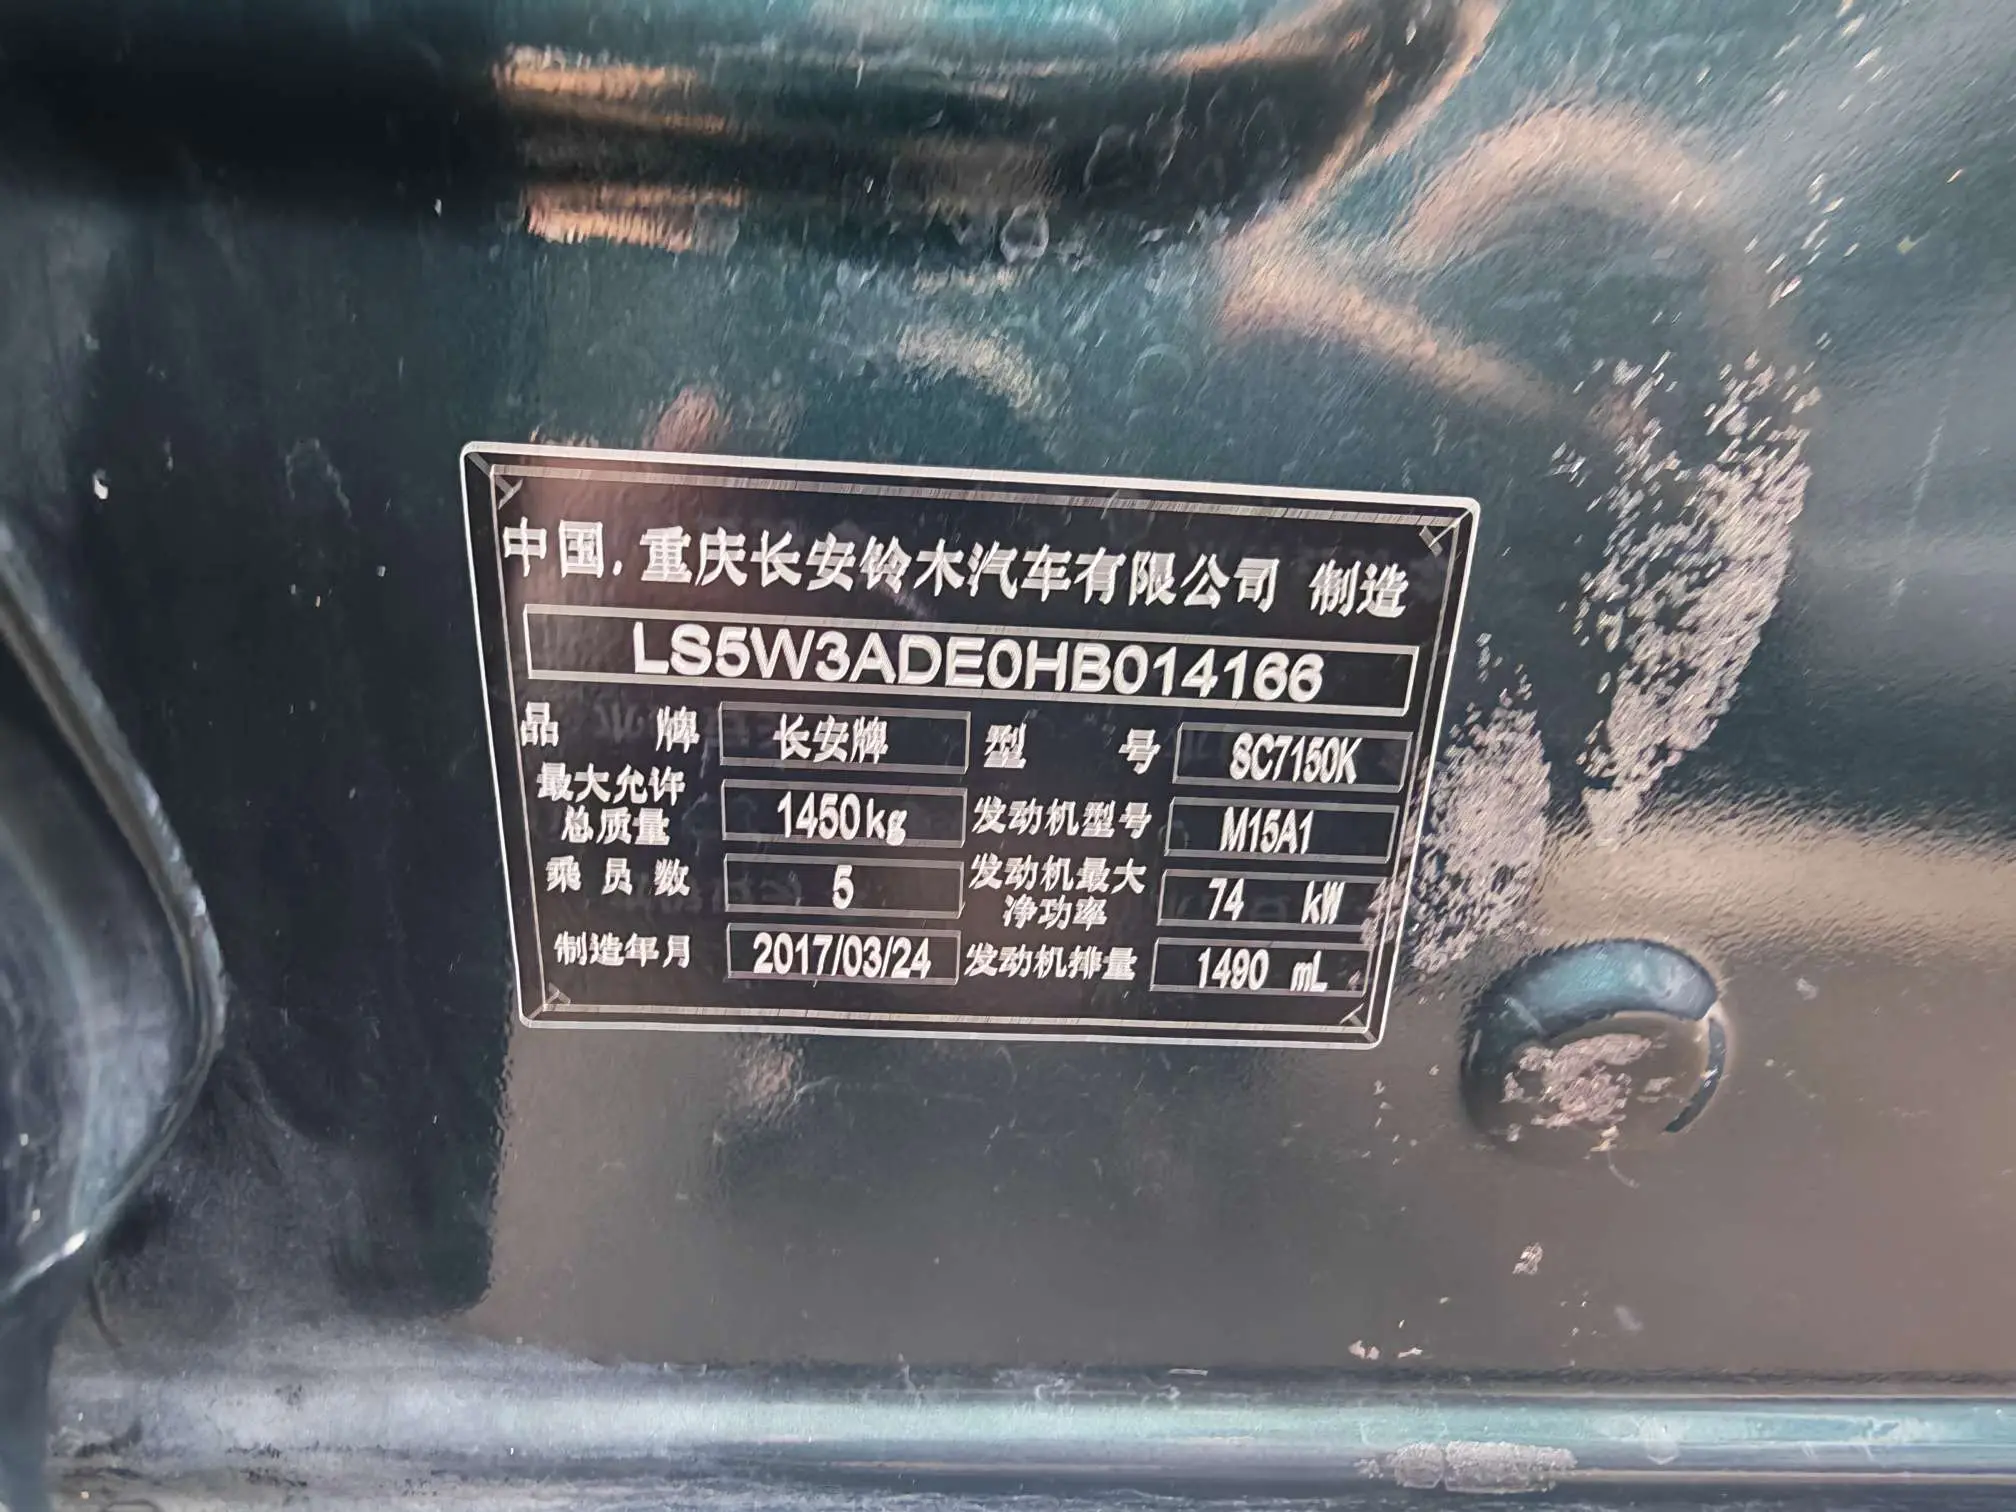 中国.重庆长安铃木汽车有限公司 制造
LS5W3ADE0HB014166
品 牌 长安牌 型 号 SC7150K
最大允许总质量 1450kg 发动机型号 M15A1
乘员数 5 发动机最大净功率 74 kW
制造年月 2017/03/24 发动机排量 1490 mL